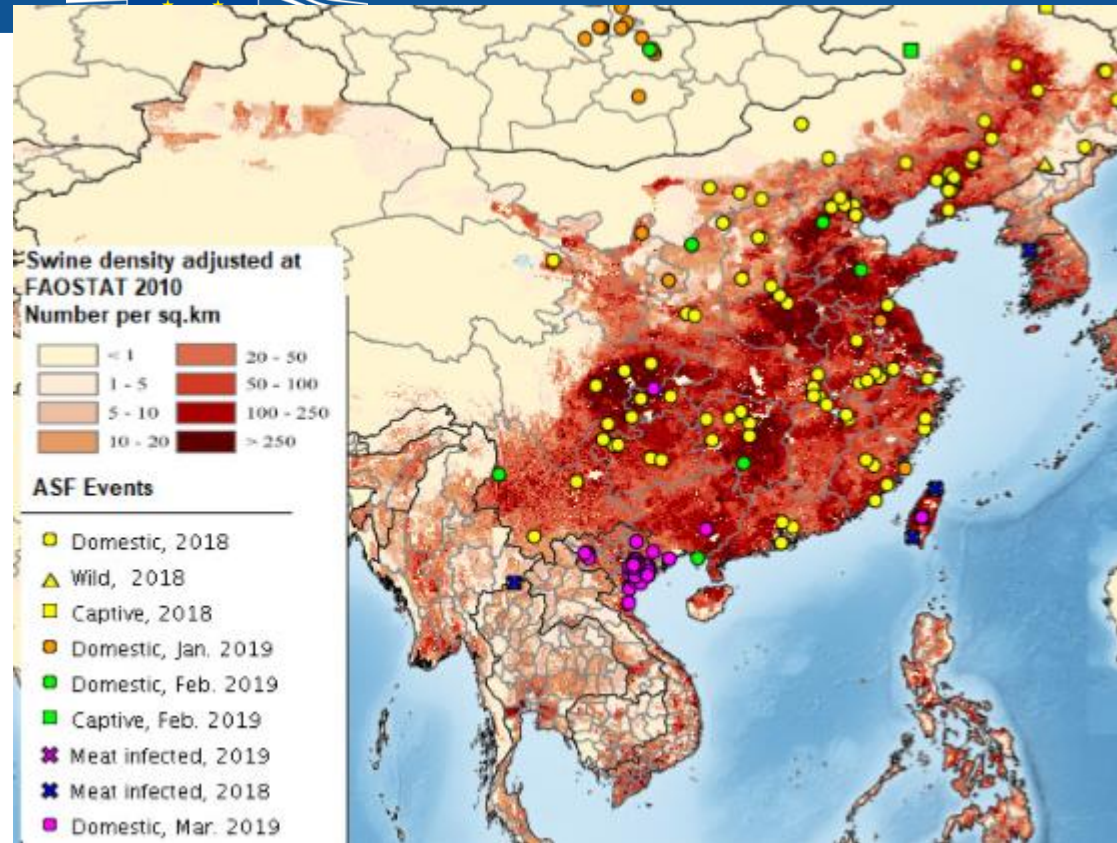 Swine density adjusted at
FAOSTAT 2010
Number per sq.km
< 1
20 - 50
1 - 5
50 - 100
5 - 10
100 - 250
10 - 20
> 250
ASF Events
Domestic, 2018
Wild, 2018
Captive, 2018
Domestic, Jan. 2019
Domestic, Feb. 2019
Captive, Feb. 2019
Meat infected, 2019
Meat infected, 2018
Domestic, Mar. 2019